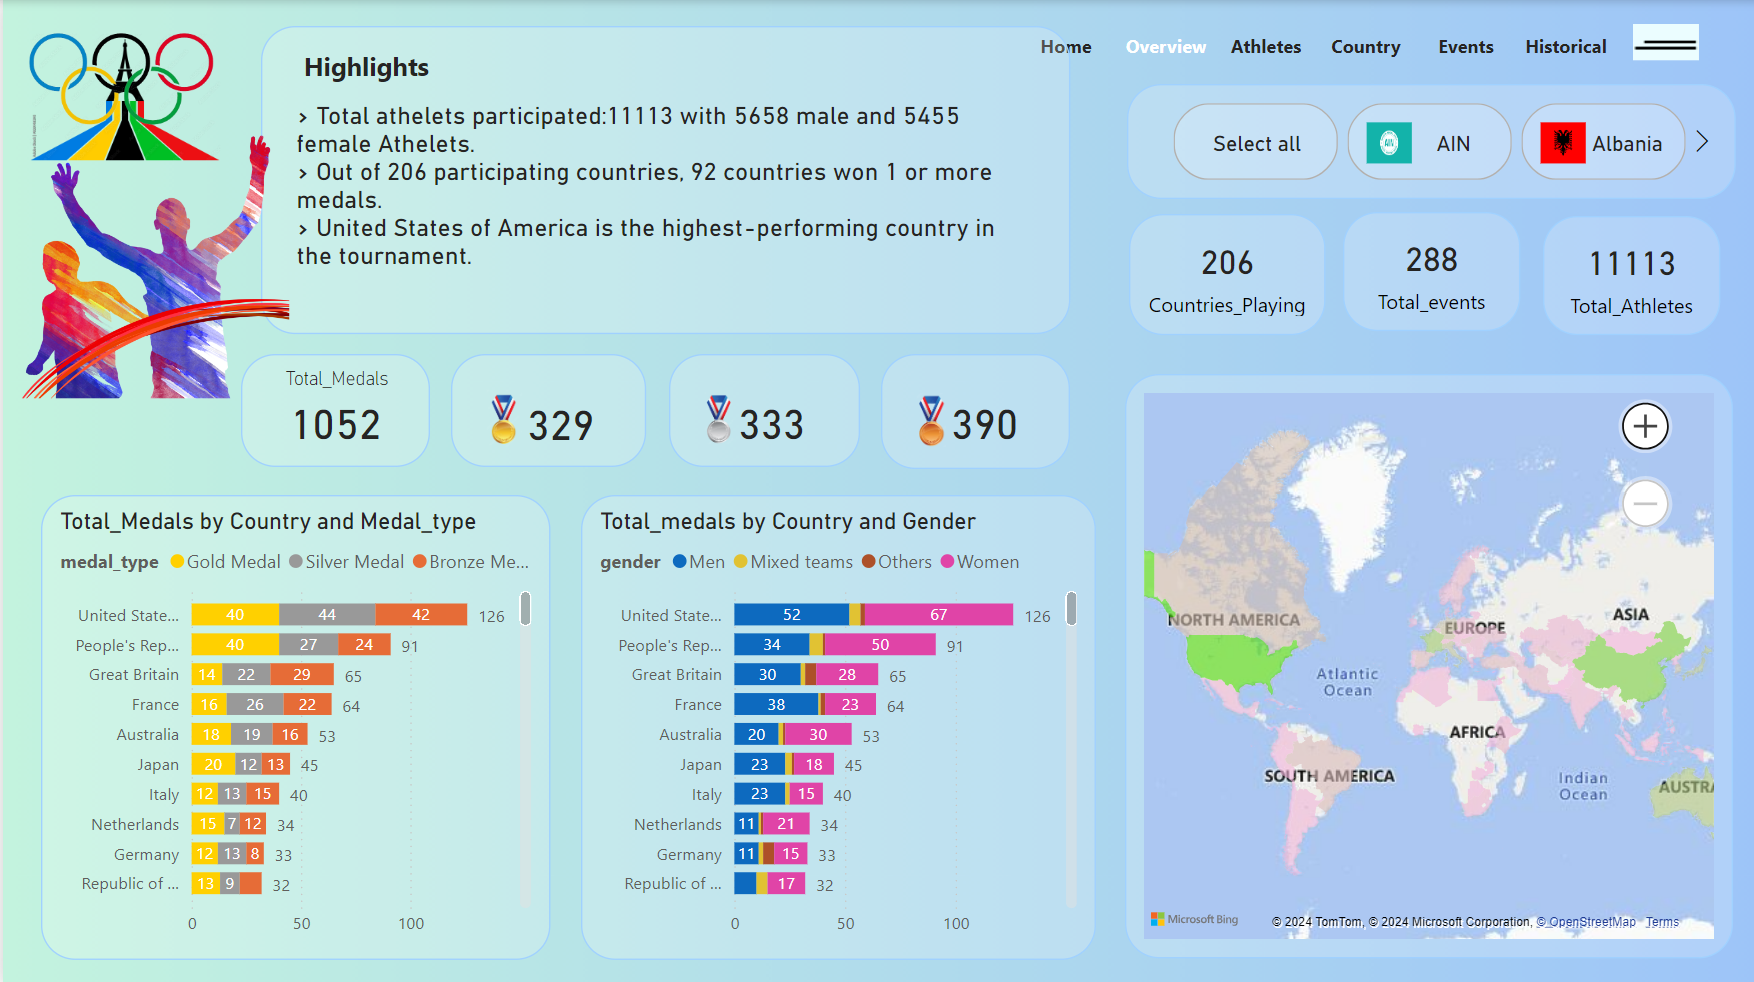 Home
Overview
Athletes
Country
Events
Historical
Highlights
> Total athelets participated:11113 with 5658 male and 5455
female Athelets.
> Out of 206 participating countries, 92 countries won 1 or more
medals.
> United States of America is the highest-performing country in
the tournament.
Select all
AIN
Albania
206
Countries_Playing
288
Total_events
11113
Total_Athletes
Total_Medals
1052
329
333
390
Total_Medals by Country and Medal_type
medal_type Gold Medal Silver Medal Bronze Me...
United State... 40 44 42 126
People's Rep... 40 27 24 91
Great Britain 14 22 29 65
France 16 26 22 64
Australia 18 19 16 53
Japan 20 12 13 45
Italy 12 13 15 40
Netherlands 15 7 12 34
Germany 12 13 8 33
Republic of ... 13 9 32
0 50 100
Total_medals by Country and Gender
gender Men Mixed teams Others Women
United State... 52 67 126
People's Rep... 34 50 91
Great Britain 30 28 65
France 38 23 64
Australia 20 30 53
Japan 23 18 45
Italy 23 15 40
Netherlands 11 21 34
Germany 11 15 33
Republic of ... 17 32
0 50 100
NORTH AMERICA
EUROPE
ASIA
Atlantic
Ocean
AFRICA
SOUTH AMERICA
Indian
Ocean
AUSTRA
Microsoft Bing
© 2024 TomTom, © 2024 Microsoft Corporation, © OpenStreetMap Terms